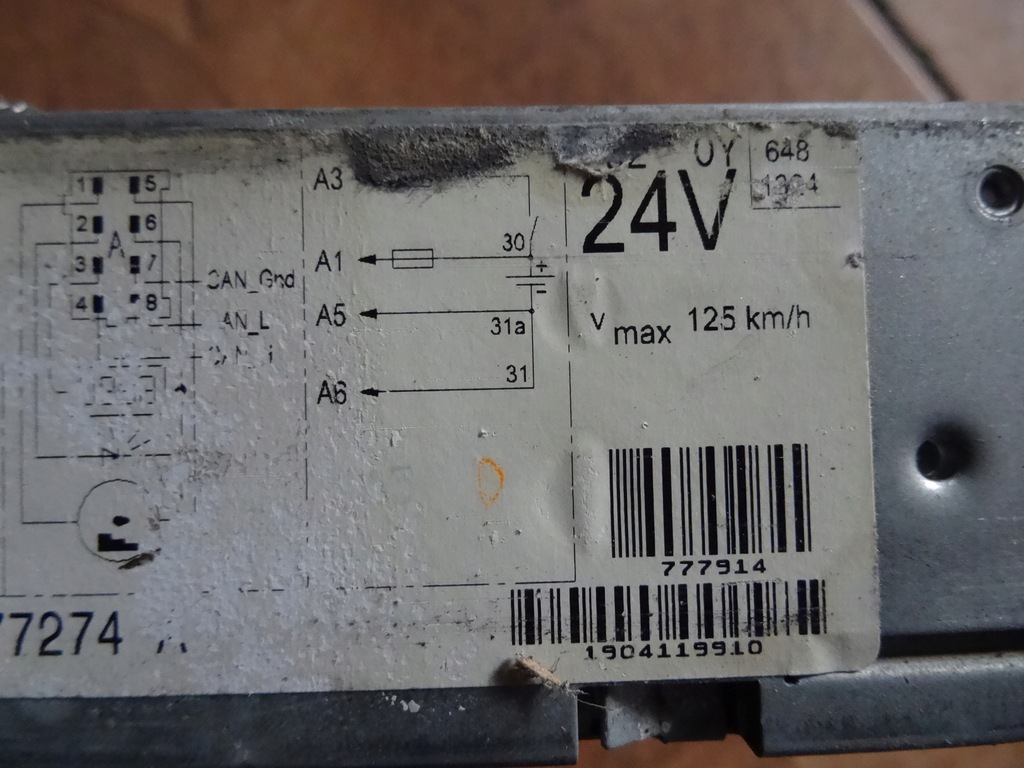 1 5
2 6
A
3 7
4 8
CAN_Gnd
A3
A1
30
+
-
A5
31a
A6
31
648
24V
v max 125 km/h
777914
1904119910